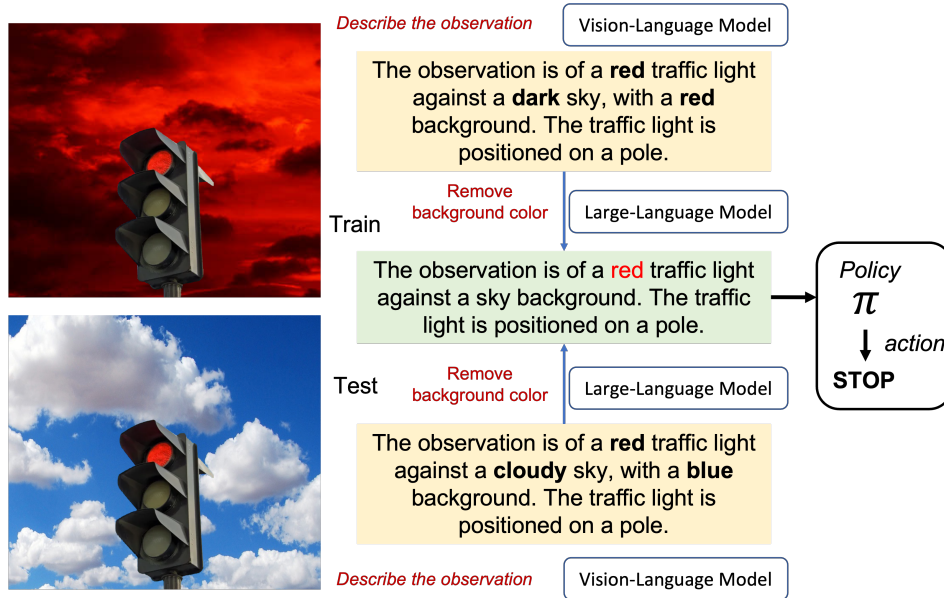 Describe the observation
Vision-Language Model
The observation is of a red traffic light
against a dark sky, with a red
background. The traffic light is
positioned on a pole.
Remove
background color
Large-Language Model
Train
The observation is of a red traffic light
against a sky background. The traffic
light is positioned on a pole.
Policy
π
action
STOP
Test
Remove
background color
Large-Language Model
The observation is of a red traffic light
against a cloudy sky, with a blue
background. The traffic light is
positioned on a pole.
Describe the observation
Vision-Language Model